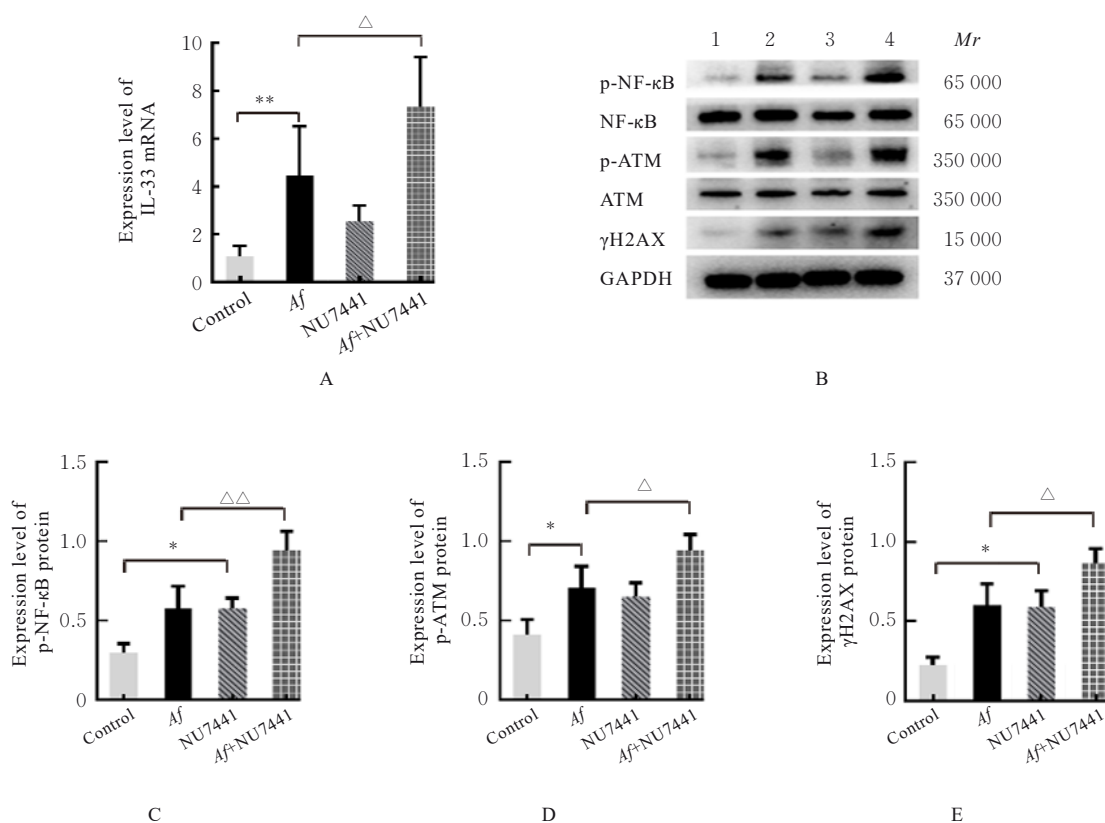 Expression level of
IL-33 mRNA
10
8
6
4
2
0
**
△
Control
Af
NU7441
Af+NU7441
A
1 2 3 4 Mr
p-NF-κB 65 000
NF-κB 65 000
p-ATM 350 000
ATM 350 000
γH2AX 15 000
GAPDH 37 000
B
Expression level of
p-NF-κB protein
1.5
1.0
0.5
0
*
△△
Control
Af
NU7441
Af+NU7441
C
Expression level of
p-ATM protein
1.5
1.0
0.5
0
*
△
Control
Af
NU7441
Af+NU7441
D
Expression level of
γH2AX protein
1.5
1.0
0.5
0
*
△
Control
Af
NU7441
Af+NU7441
E